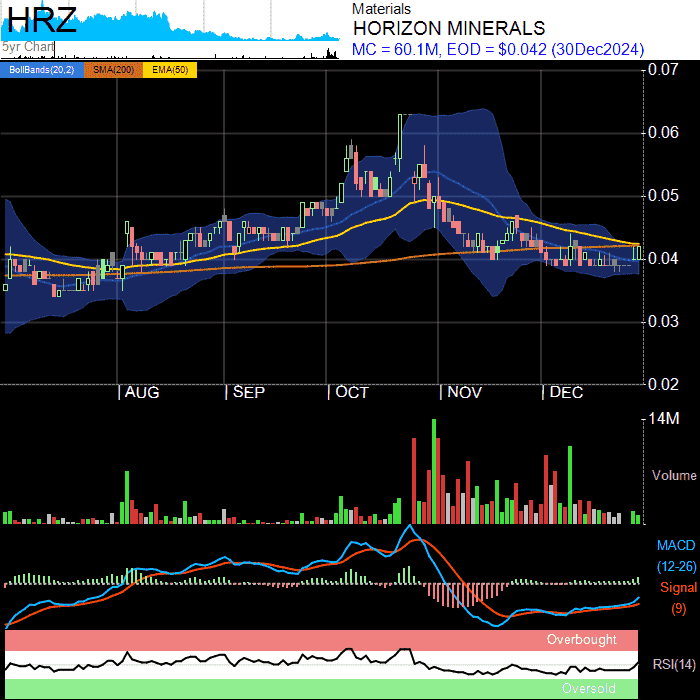 HRZ
5yr Chart
Materials
HORIZON MINERALS
MC = 60.1M, EOD = $0.042 (30Dec2024)
BollBands(20,2) SMA(200) EMA(50)
0.07
0.06
0.05
0.04
0.03
0.02
AUG SEP OCT NOV DEC
14M
Volume
MACD
(12-26)
Signal
(9)
Overbought
RSI(14)
Oversold